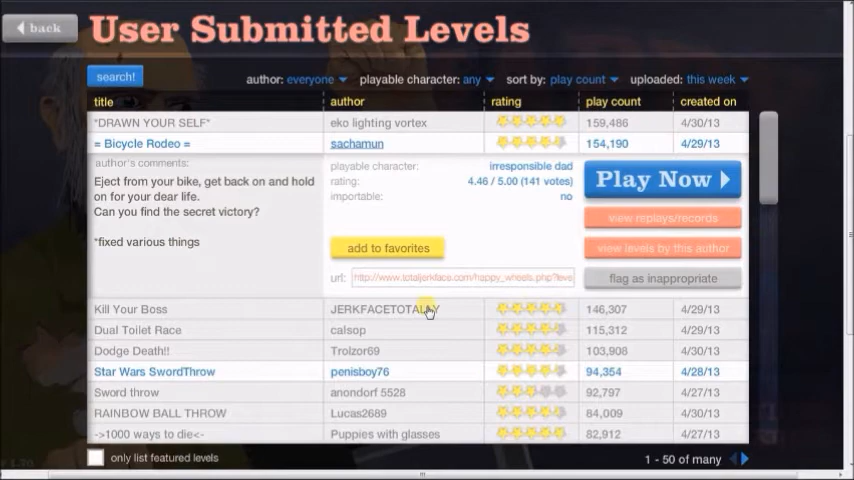 back
User Submitted Levels
search! author: everyone playable character: any sort by: play count uploaded: this week
title author rating play count created on
*DRAWN YOUR SELF* eko lighting vortex 159,486 4/30/13
= Bicycle Rodeo = sachamun 154,190 4/29/13
author's comments:
Eject from your bike, get back on and hold
on for your dear life.
Can you find the secret victory?
*fixed various things
playable character: irresponsible dad
rating: 4.46 / 5.00 (141 votes)
importable: no
add to favorites
url: http://www.totaljerkface.com/happy_wheels.php?leve
Play Now
view replays/records
view levels by this author
flag as inappropriate
Kill Your Boss JERKFACETOTALLY 146,307 4/29/13
Dual Toilet Race calsop 115,312 4/29/13
Dodge Death!! Trolzor69 103,908 4/30/13
Star Wars SwordThrow penisboy76 94,354 4/28/13
Sword throw anondorf 5528 92,797 4/27/13
RAINBOW BALL THROW Lucas2689 84,009 4/30/13
->1000 ways to die<- Puppies with glasses 82,912 4/27/13
only list featured levels 1 - 50 of many